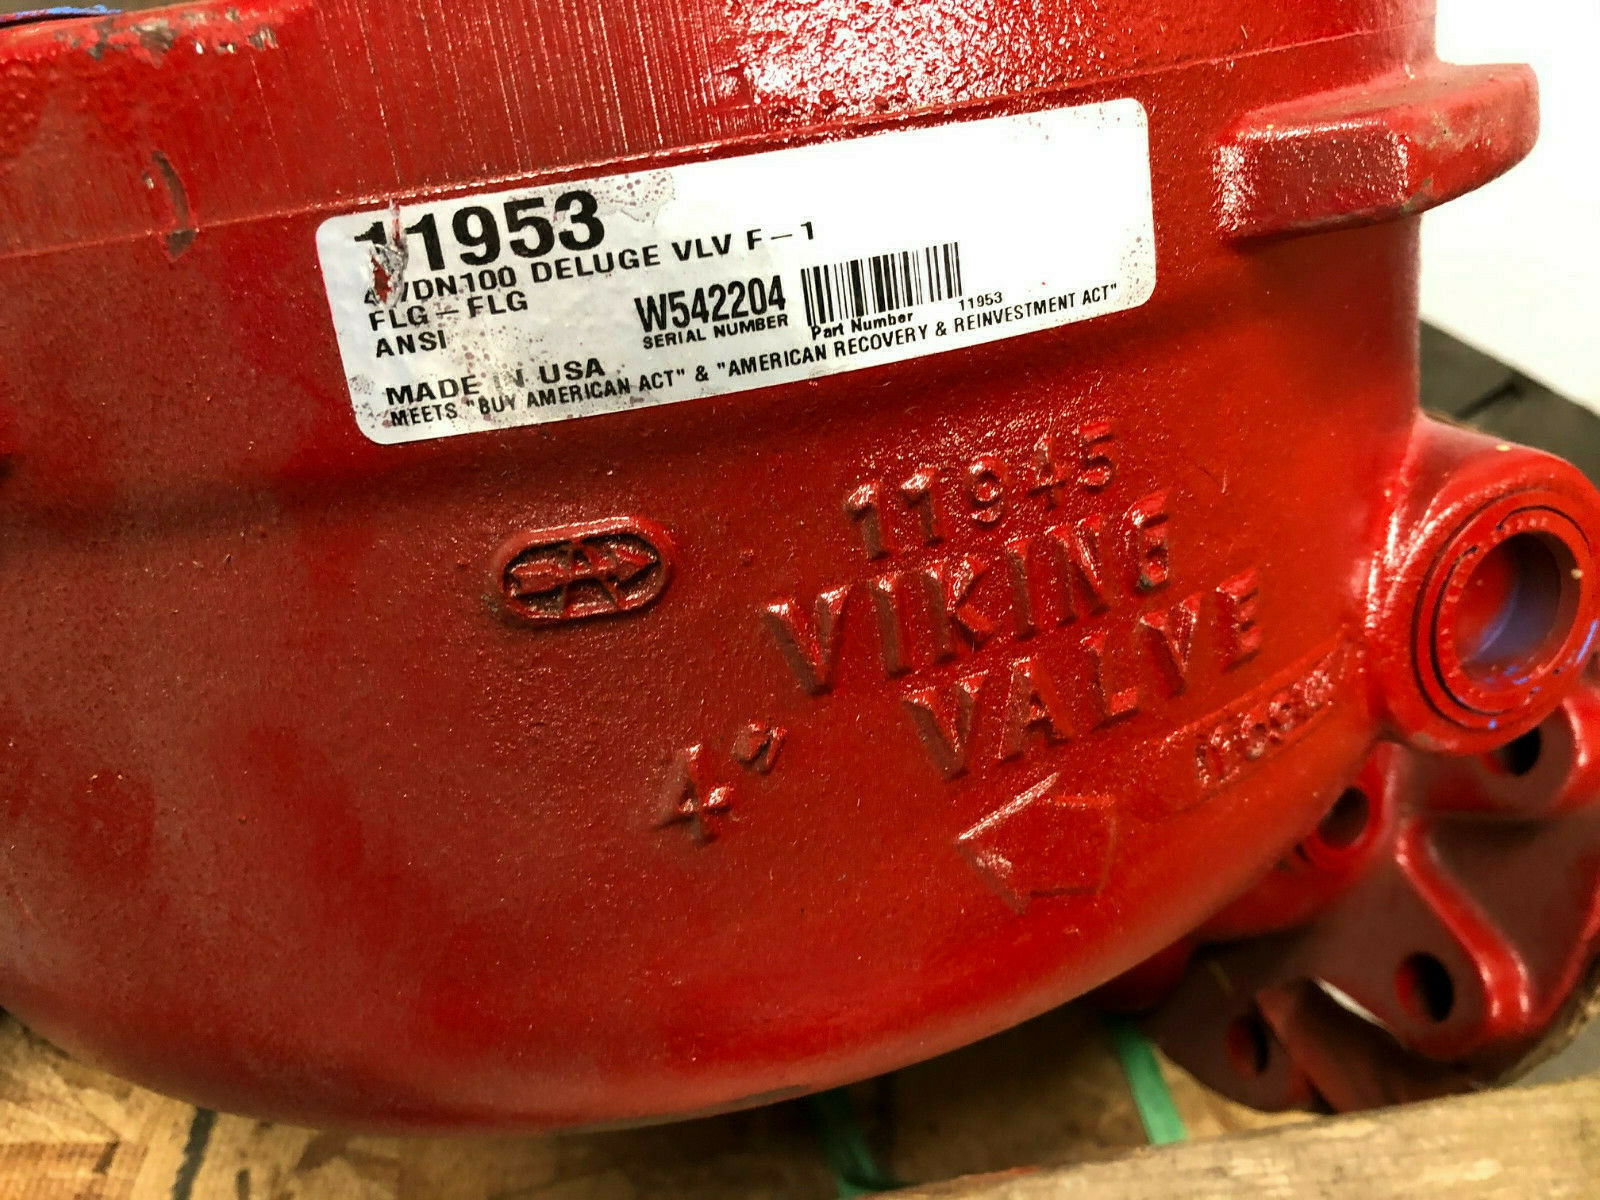 11953
4"/DN100 DELUGE VLV F-1
FLG-FLG
ANSI
W542204
SERIAL NUMBER
Part Number 11953
MADE IN USA
MEETS "BUY AMERICAN ACT" & "AMERICAN RECOVERY & REINVESTMENT ACT"
11945
VIKING
VALVE
4"